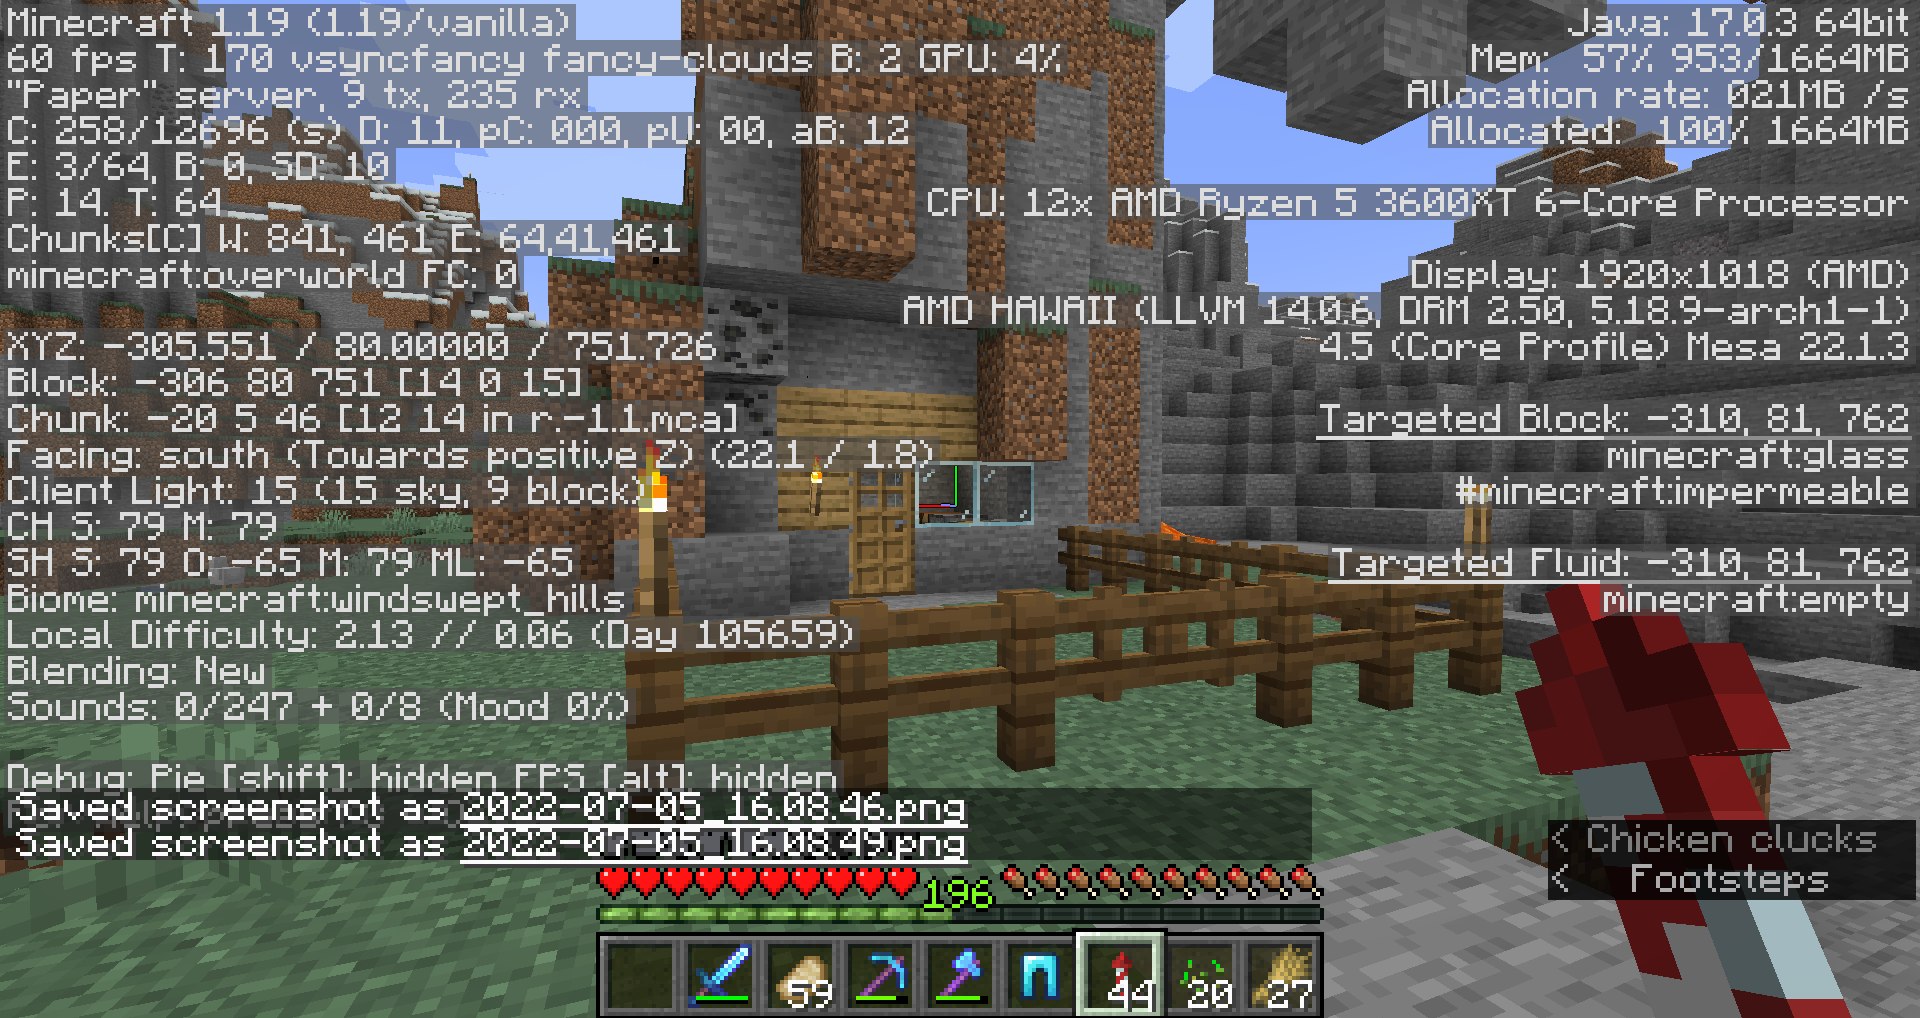 Minecraft 1.19 (1.19/vanilla)
60 fps T: 170 vsyncfancy fancy-clouds B: 2 GPU: 4%
"Paper" server, 9 tx, 235 rx
C: 258/12696 (s) D: 11, pC: 000, pU: 00, aB: 12
E: 3/64, B: 0, SD: 10
P: 14. T: 64
Chunks[C] W: 841, 461 E: 64,41,461
minecraft:overworld FC: 0
XYZ: -305.551 / 80.00000 / 751.726
Block: -306 80 751 [14 0 15]
Chunk: -20 5 46 [12 14 in r.-1.1.mca]
Facing: south (Towards positive Z) (22.1 / 1.8)
Client Light: 15 (15 sky, 9 block)
CH S: 79 M: 79
SH S: 79 O: -65 M: 79 ML: -65
Biome: minecraft:windswept_hills
Local Difficulty: 2.13 // 0.06 (Day 105659)
Blending: New
Sounds: 0/247 + 0/8 (Mood 0%)
Debug: Pie [shift]: hidden FPS [alt]: hidden
Saved screenshot as 2022-07-05_16.08.46.png
Saved screenshot as 2022-07-05_16.08.49.png
Java: 17.0.3 64bit
Mem: 57% 953/1664MB
Allocation rate: 021MB /s
Allocated: 100% 1664MB
CPU: 12x AMD Ryzen 5 3600XT 6-Core Processor
Display: 1920x1018 (AMD)
AMD HAWAII (LLVM 14.0.6, DRM 2.50, 5.18.9-arch1-1)
4.5 (Core Profile) Mesa 22.1.3
Targeted Block: -310, 81, 762
minecraft:glass
#minecraft:impermeable
Targeted Fluid: -310, 81, 762
minecraft:empty
< Chicken clucks
< Footsteps
196
59
44
20
27